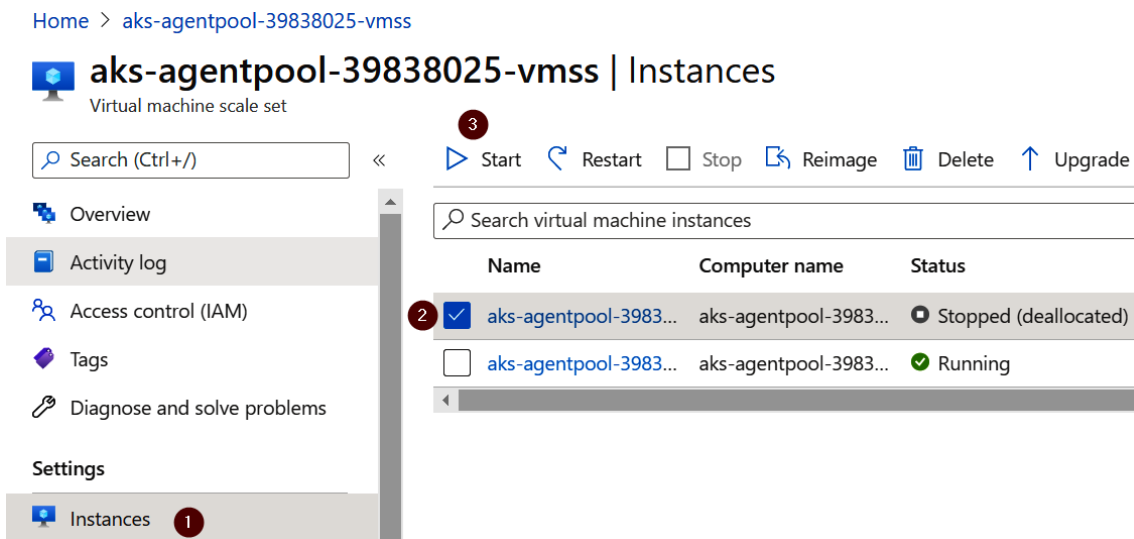 Home > aks-agentpool-39838025-vmss
aks-agentpool-39838025-vmss | Instances
Virtual machine scale set
3
Search (Ctrl+/) «
Start Restart Stop Reimage Delete Upgrade
Overview
Search virtual machine instances
Activity log
Name Computer name Status
Access control (IAM)
2 aks-agentpool-3983... aks-agentpool-3983... Stopped (deallocated)
Tags
aks-agentpool-3983... aks-agentpool-3983... Running
Diagnose and solve problems
Settings
Instances 1